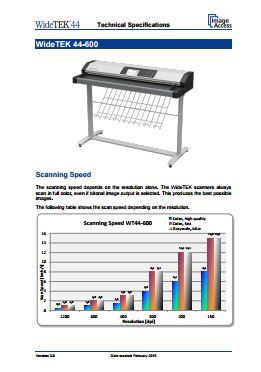 WideTEK® 44
Technical Specifications
Image Access
WideTEK 44-600
Scanning Speed
The scanning speed depends on the resolution alone. The WideTEK scanners always
scan in full color, even if bitonal image output is selected. This produces the best possible
images.
The following table shows the scan speed depending on the resolution.
Scanning Speed WT44-600
Color, high quality
Color, fast
Grayscale, b&w
16
14
12
10
8
6
4
2
0
1200 600 400 300 200 150
Resolution [dpi]
Version 3.0 Date created: February 2015